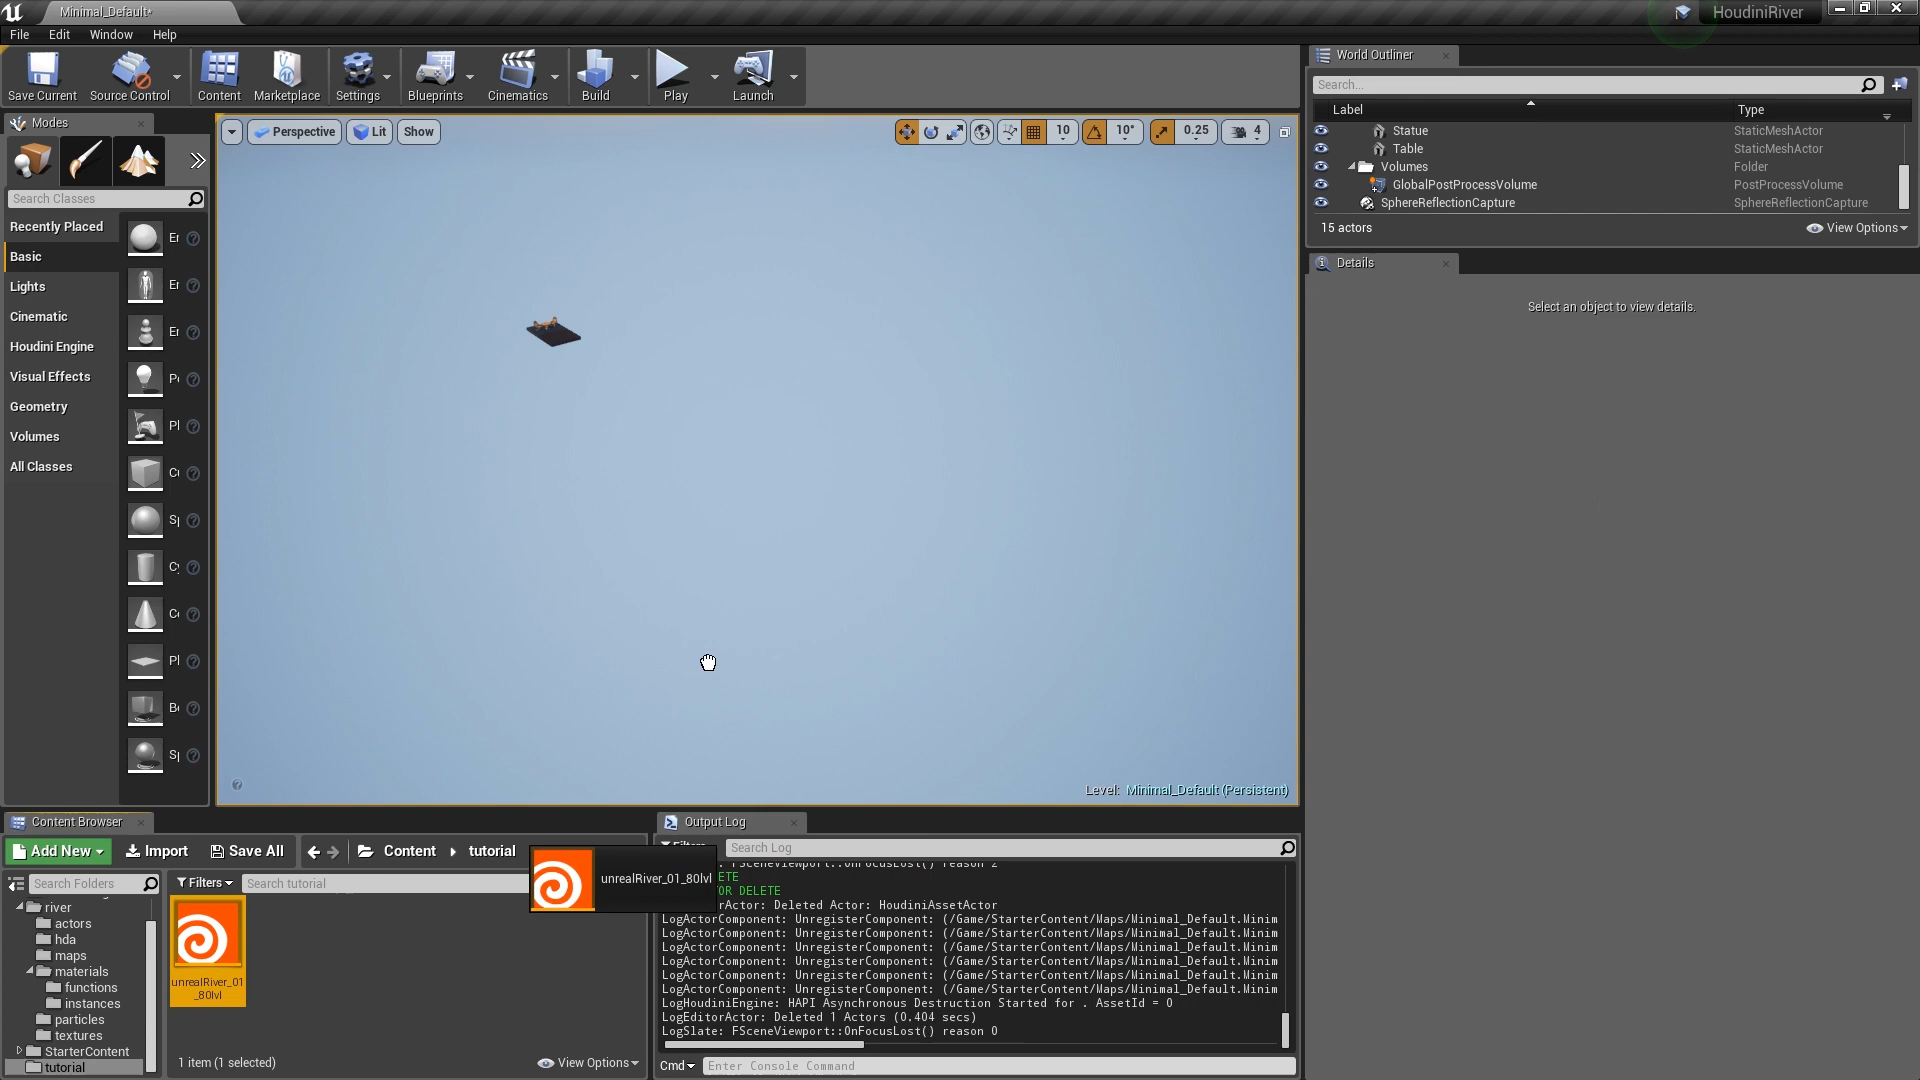 Minimal_Default*
HoudiniRiver
File Edit Window Help
Save Current Source Control Content Marketplace Settings Blueprints Cinematics Build Play Launch
Modes
Search Classes
Recently Placed
Basic
Lights
Cinematic
Houdini Engine
Visual Effects
Geometry
Volumes
All Classes
Perspective Lit Show
10 10° 0.25 4
Level: Minimal_Default (Persistent)
World Outliner
Search...
Label Type
Statue StaticMeshActor
Table StaticMeshActor
Volumes Folder
GlobalPostProcessVolume PostProcessVolume
SphereReflectionCapture SphereReflectionCapture
15 actors View Options
Details
Select an object to view details.
Content Browser
Add New Import Save All Content tutorial
Search Folders
river
actors
hda
maps
materials
functions
instances
particles
textures
StarterContent
tutorial
Filters Search tutorial
unrealRiver_01
_80lvl
1 item (1 selected) View Options
unrealRiver_01_80lvl
Output Log
Search Log
FSceneViewport::OnFocusLost() reason 2
ETE
OR DELETE
rActor: Deleted Actor: HoudiniAssetActor
LogActorComponent: UnregisterComponent: (/Game/StarterContent/Maps/Minimal_Default.Minim
LogActorComponent: UnregisterComponent: (/Game/StarterContent/Maps/Minimal_Default.Minim
LogActorComponent: UnregisterComponent: (/Game/StarterContent/Maps/Minimal_Default.Minim
LogActorComponent: UnregisterComponent: (/Game/StarterContent/Maps/Minimal_Default.Minim
LogActorComponent: UnregisterComponent: (/Game/StarterContent/Maps/Minimal_Default.Minim
LogActorComponent: UnregisterComponent: (/Game/StarterContent/Maps/Minimal_Default.Minim
LogHoudiniEngine: HAPI Asynchronous Destruction Started for . AssetId = 0
LogEditorActor: Deleted 1 Actors (0.404 secs)
LogSlate: FSceneViewport::OnFocusLost() reason 0
Cmd Enter Console Command